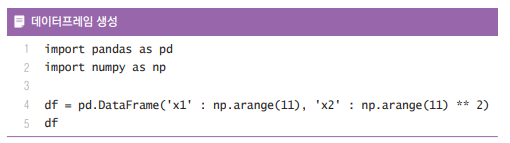 데이터프레임 생성
1 import pandas as pd
2 import numpy as np
3
4 df = pd.DataFrame('x1' : np.arange(11), 'x2' : np.arange(11) ** 2)
5 df